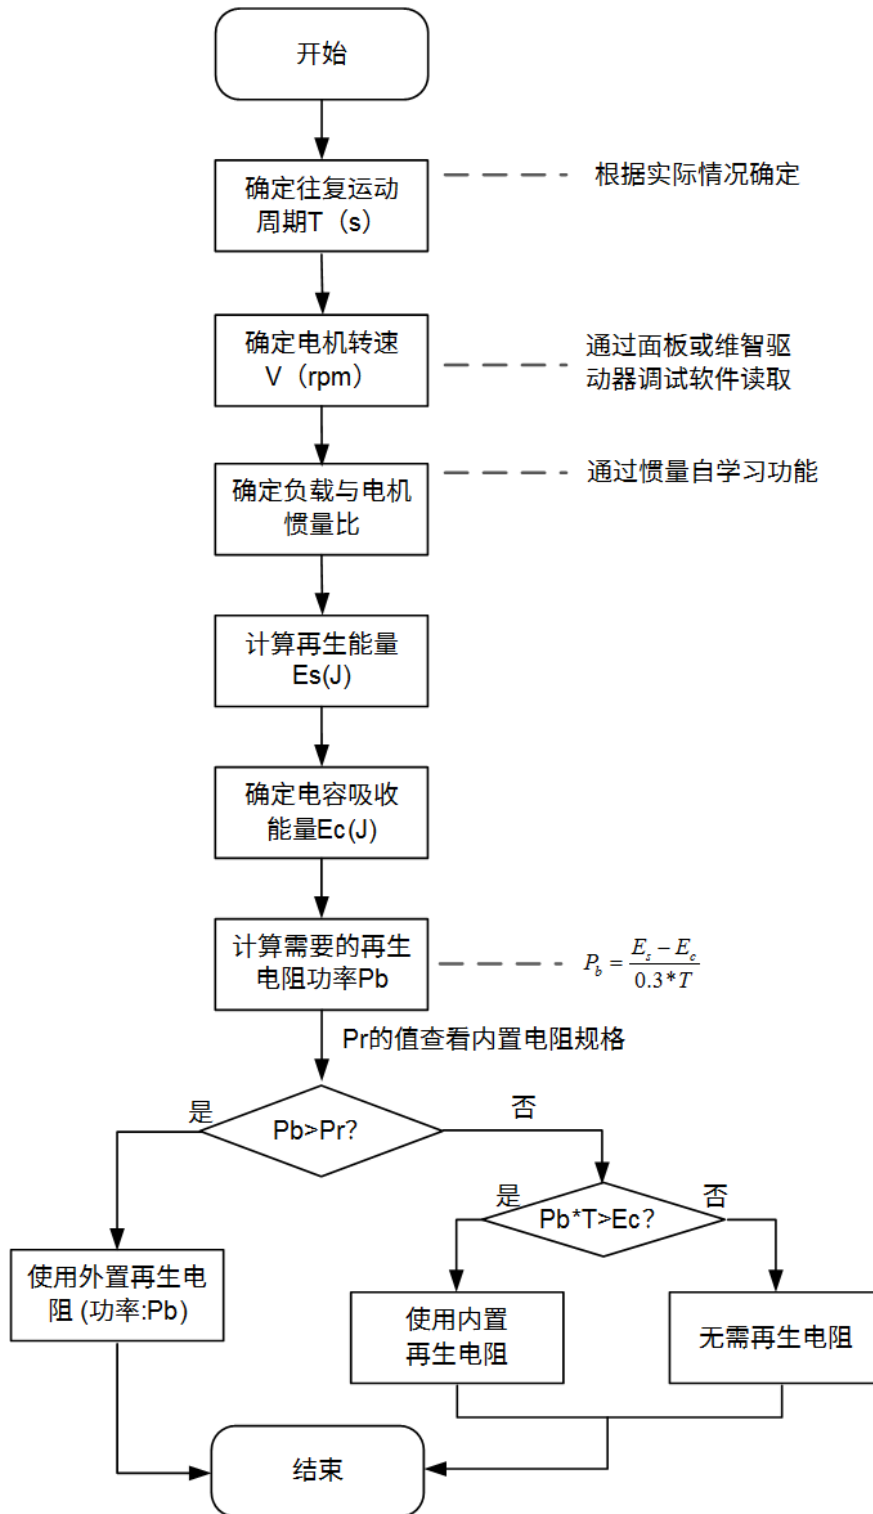 开始
确定往复运动
周期T（s）
根据实际情况确定
确定电机转速
V（rpm）
通过面板或维智驱
动器调试软件读取
确定负载与电机
惯量比
通过惯量自学习功能
计算再生能量
Es(J)
确定电容吸收
能量Ec(J)
计算需要的再生
电阻功率Pb
P_b = \frac{E_s - E_c}{0.3*T}
Pr的值查看内置电阻规格
是
Pb>Pr？
否
是
Pb*T>Ec？
否
使用外置再生电
阻 (功率:Pb)
使用内置
再生电阻
无需再生电阻
结束